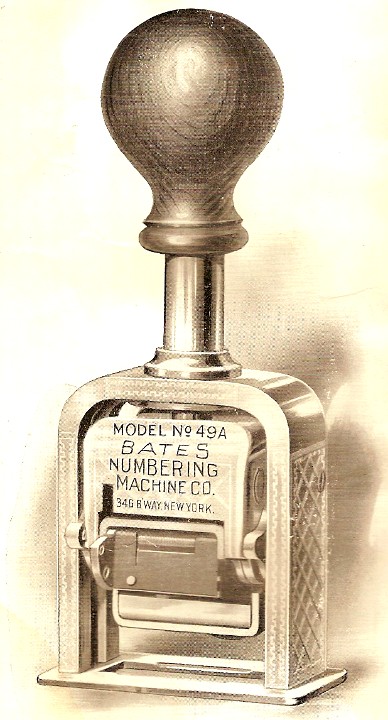 MODEL Nº 49A
BATES
NUMBERING
MACHINE CO.
346 B'WAY, NEW YORK.